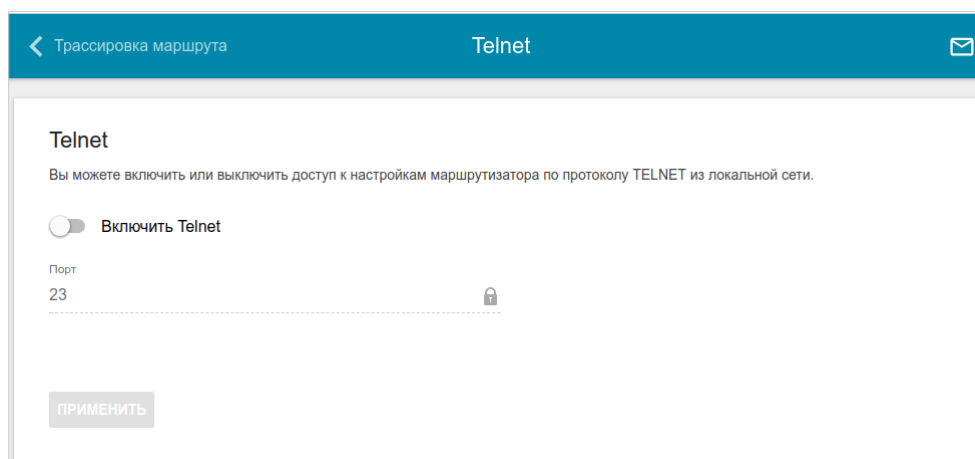 Трассировка маршрута
Telnet
Telnet
Вы можете включить или выключить доступ к настройкам маршрутизатора по протоколу TELNET из локальной сети.
Включить Telnet
Порт
23
ПРИМЕНИТЬ